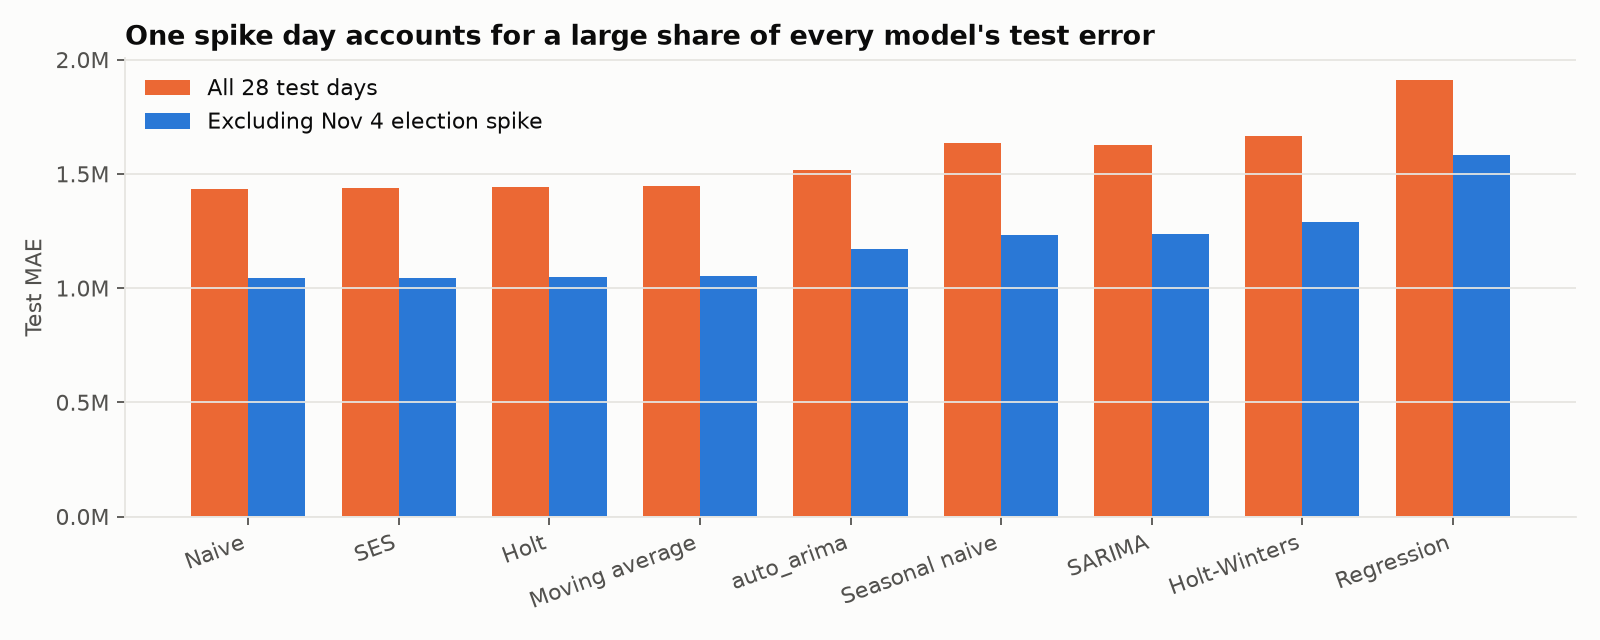 One spike day accounts for a large share of every model's test error
All 28 test days
Excluding Nov 4 election spike
Test MAE
2.0M
1.5M
1.0M
0.5M
0.0M
Naive
SES
Holt
Moving average
auto_arima
Seasonal naive
SARIMA
Holt-Winters
Regression